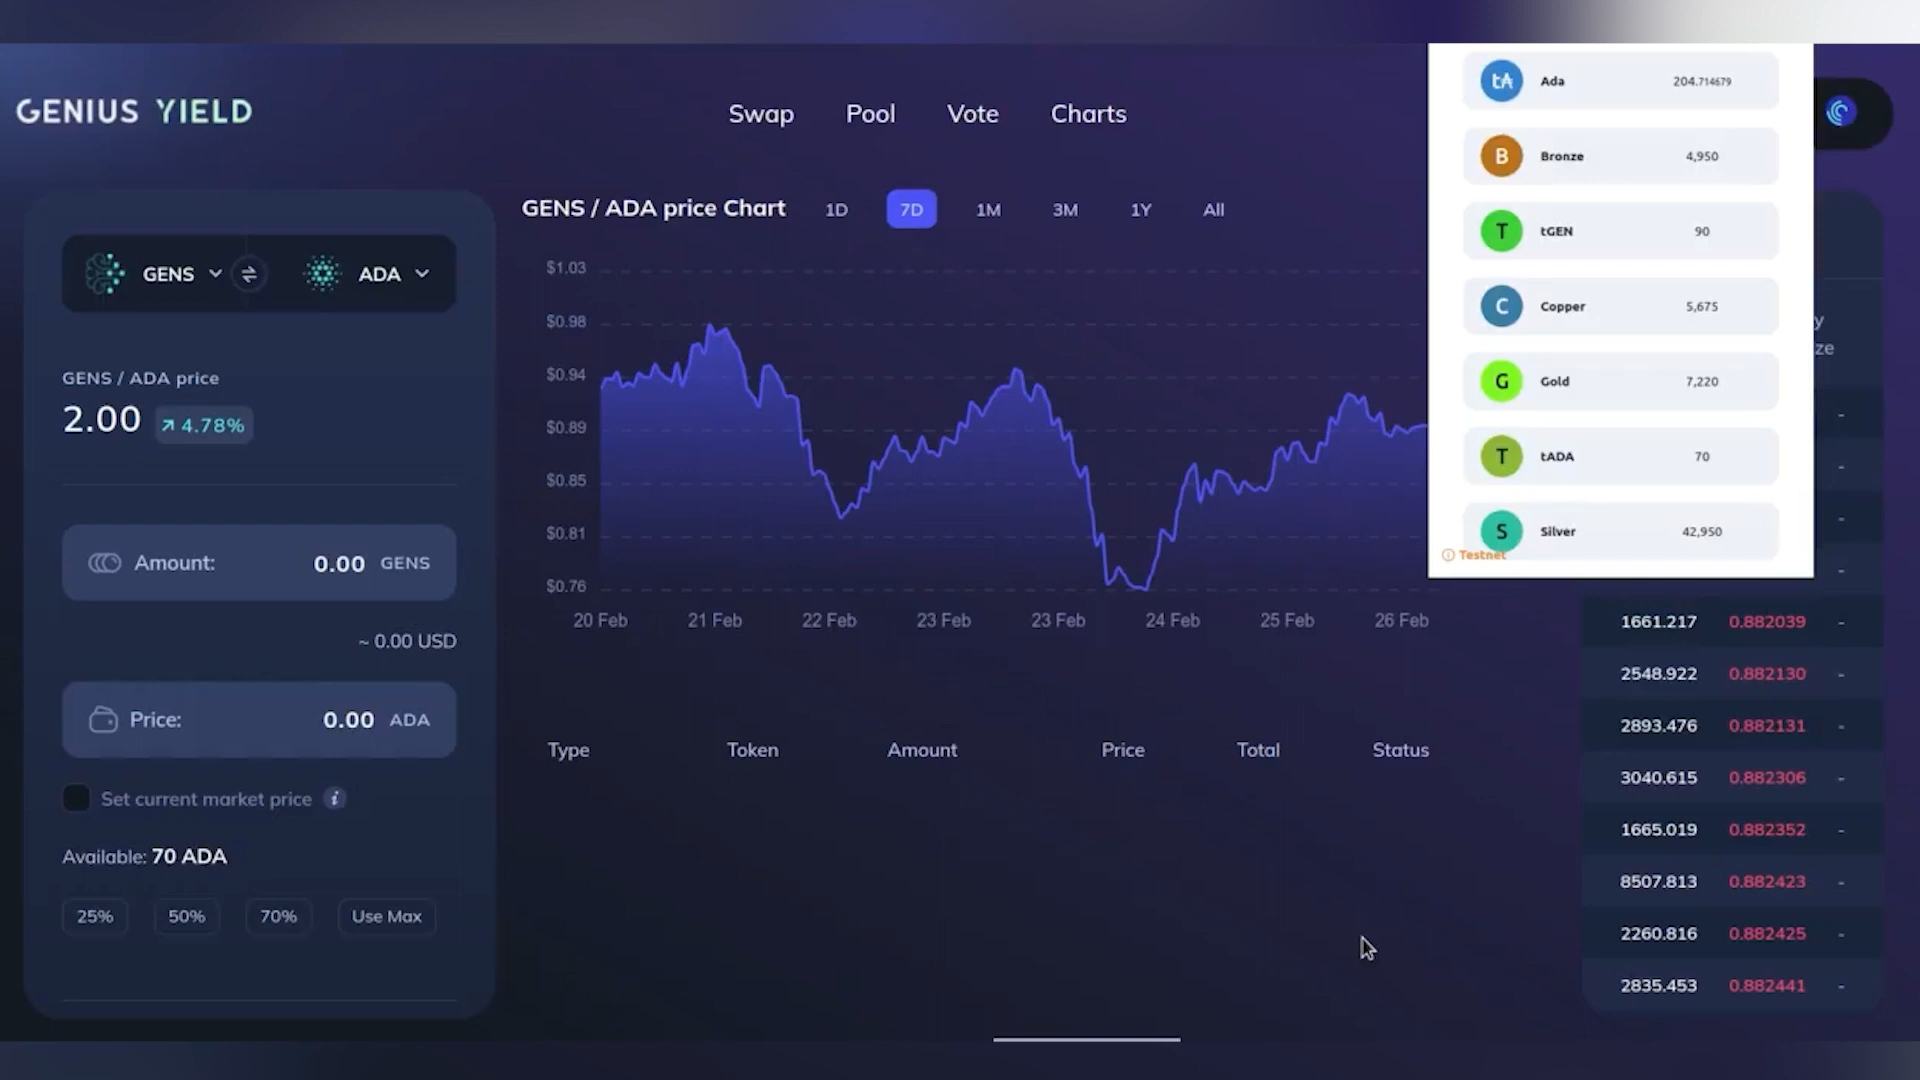 GENIUS YIELD
Swap Pool Vote Charts
GENS ADA
GENS / ADA price
2.00 4.78%
Amount: 0.00 GENS
~ 0.00 USD
Price: 0.00 ADA
Set current market price i
Available: 70 ADA
25% 50% 70% Use Max
GENS / ADA price Chart 1D 7D 1M 3M 1Y All
$1.03
$0.98
$0.94
$0.89
$0.85
$0.81
$0.76
20 Feb 21 Feb 22 Feb 23 Feb 23 Feb 24 Feb 25 Feb 26 Feb
Type Token Amount Price Total Status
tA Ada 204.714679
B Bronze 4,950
T tGEN 90
C Copper 5,675
G Gold 7,220
T tADA 70
S Silver 42,950
Testnet
y
ze
-
-
-
-
1661.217 0.882039 -
2548.922 0.882130 -
2893.476 0.882131 -
3040.615 0.882306 -
1665.019 0.882352 -
8507.813 0.882423 -
2260.816 0.882425 -
2835.453 0.882441 -